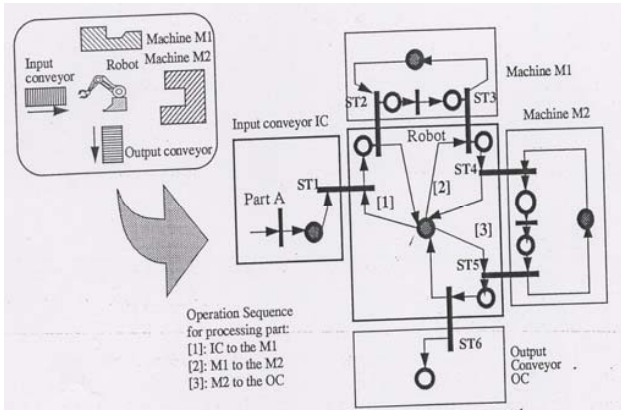 Machine M1
Input
conveyor
Robot
Machine M2
Output conveyor
Machine M1
ST2
ST3
Machine M2
Input conveyor IC
Robot
ST4
ST1
Part A
[1]
[2]
[3]
ST5
Operation Sequence
for processing part:
[1]: IC to the M1
[2]: M1 to the M2
[3]: M2 to the OC
ST6
Output
Conveyor
OC